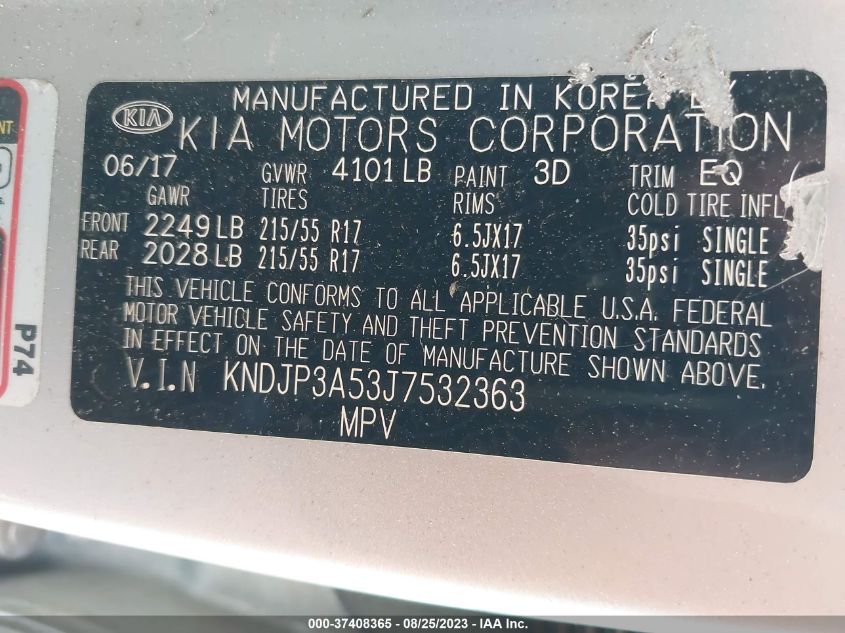 MANUFACTURED IN KOREA BY
KIA KIA MOTORS CORPORATION
06/17 GVWR 4101 LB PAINT 3D TRIM EQ
GAWR TIRES RIMS COLD TIRE INFL
FRONT 2249 LB 215/55 R17 6.5JX17 35psi SINGLE
REAR 2028 LB 215/55 R17 6.5JX17 35psi SINGLE
THIS VEHICLE CONFORMS TO ALL APPLICABLE U.S.A. FEDERAL
MOTOR VEHICLE SAFETY AND THEFT PREVENTION STANDARDS
IN EFFECT ON THE DATE OF MANUFACTURE SHOWN ABOVE.
V.I.N KNDJP3A53J7532363
MPV
P74
000-37408365 - 08/25/2023 - © IAA, Inc.